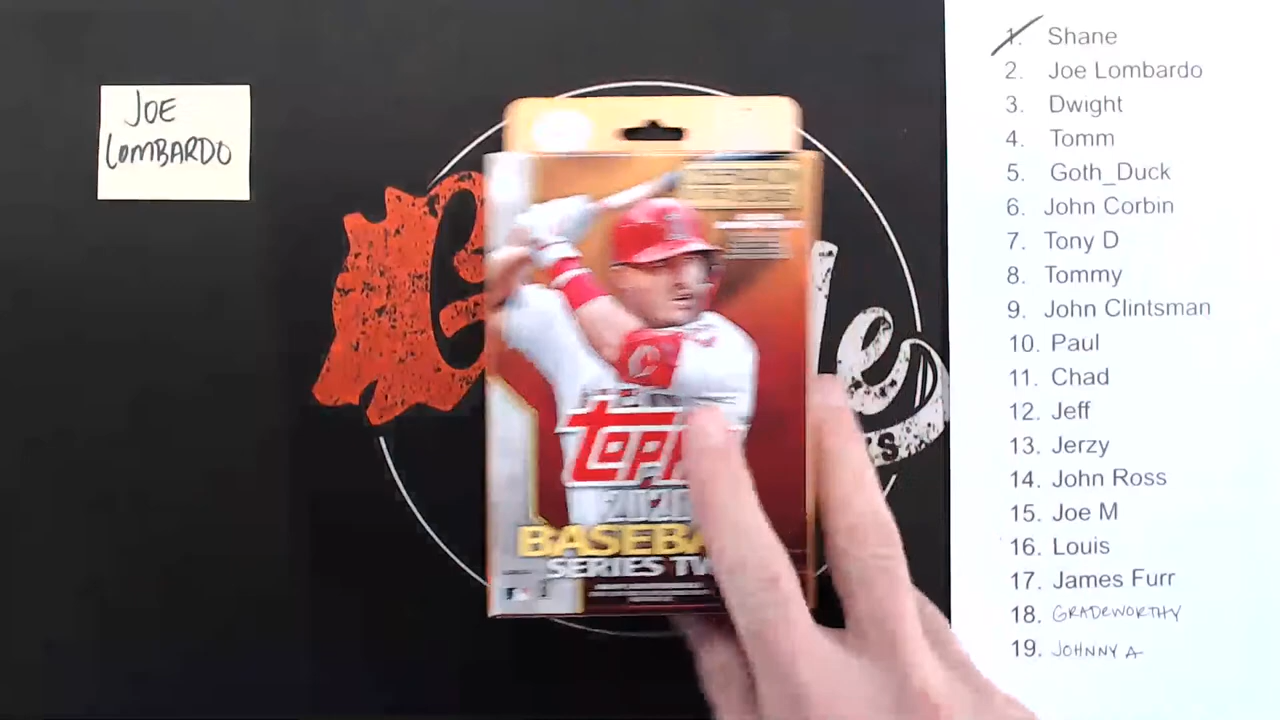 JOE
LOMBARDO
TOPPS
2020
BASEBA
SERIES TW
1. Shane
2. Joe Lombardo
3. Dwight
4. Tomm
5. Goth_Duck
6. John Corbin
7. Tony D
8. Tommy
9. John Clintsman
10. Paul
11. Chad
12. Jeff
13. Jerzy
14. John Ross
15. Joe M
16. Louis
17. James Furr
18. GRADEWORTHY
19. JOHNNY A